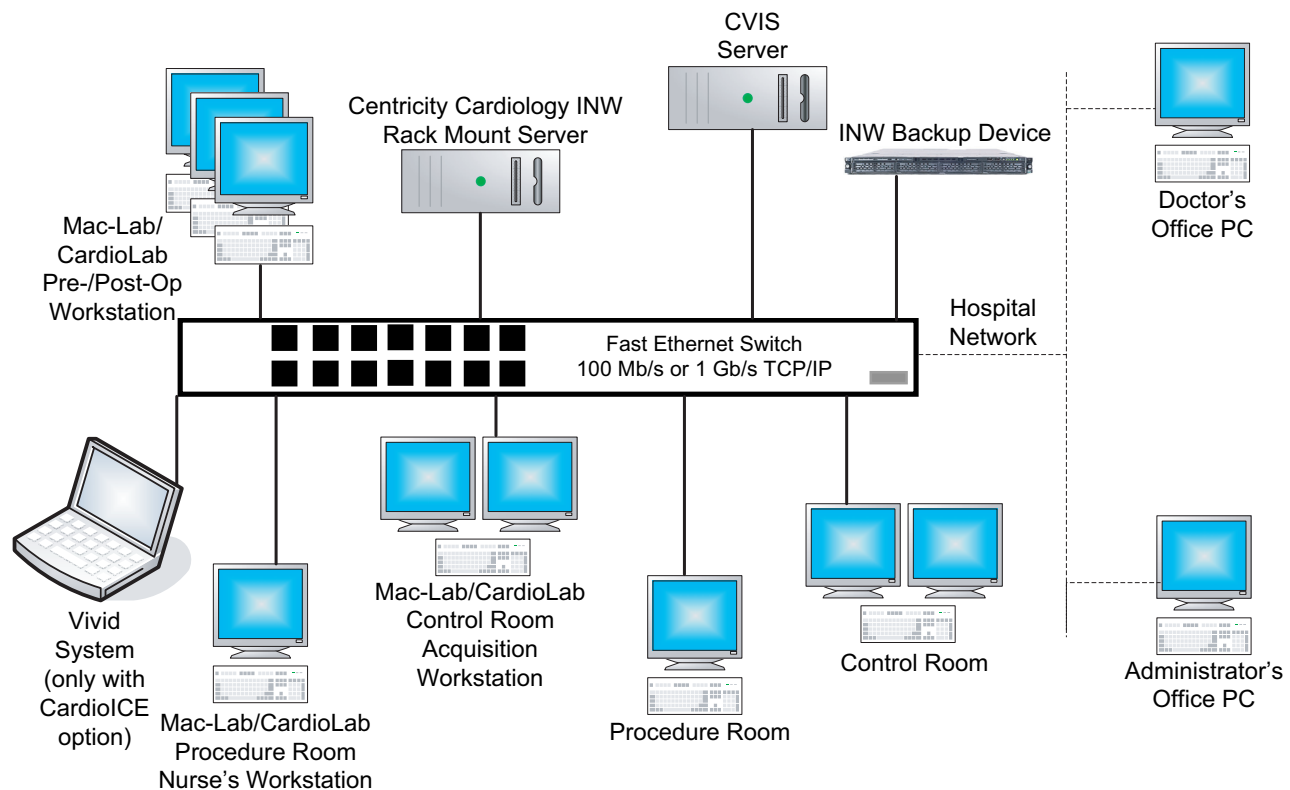 CVIS
Server
Centricity Cardiology INW
Rack Mount Server
INW Backup Device
Mac-Lab/
CardioLab
Pre-/Post-Op
Workstation
Doctor's
Office PC
Hospital
Network
Fast Ethernet Switch
100 Mb/s or 1 Gb/s TCP/IP
Vivid
System
(only with
CardioICE
option)
Mac-Lab/CardioLab
Procedure Room
Nurse's Workstation
Mac-Lab/CardioLab
Control Room
Acquisition
Workstation
Procedure Room
Control Room
Administrator's
Office PC